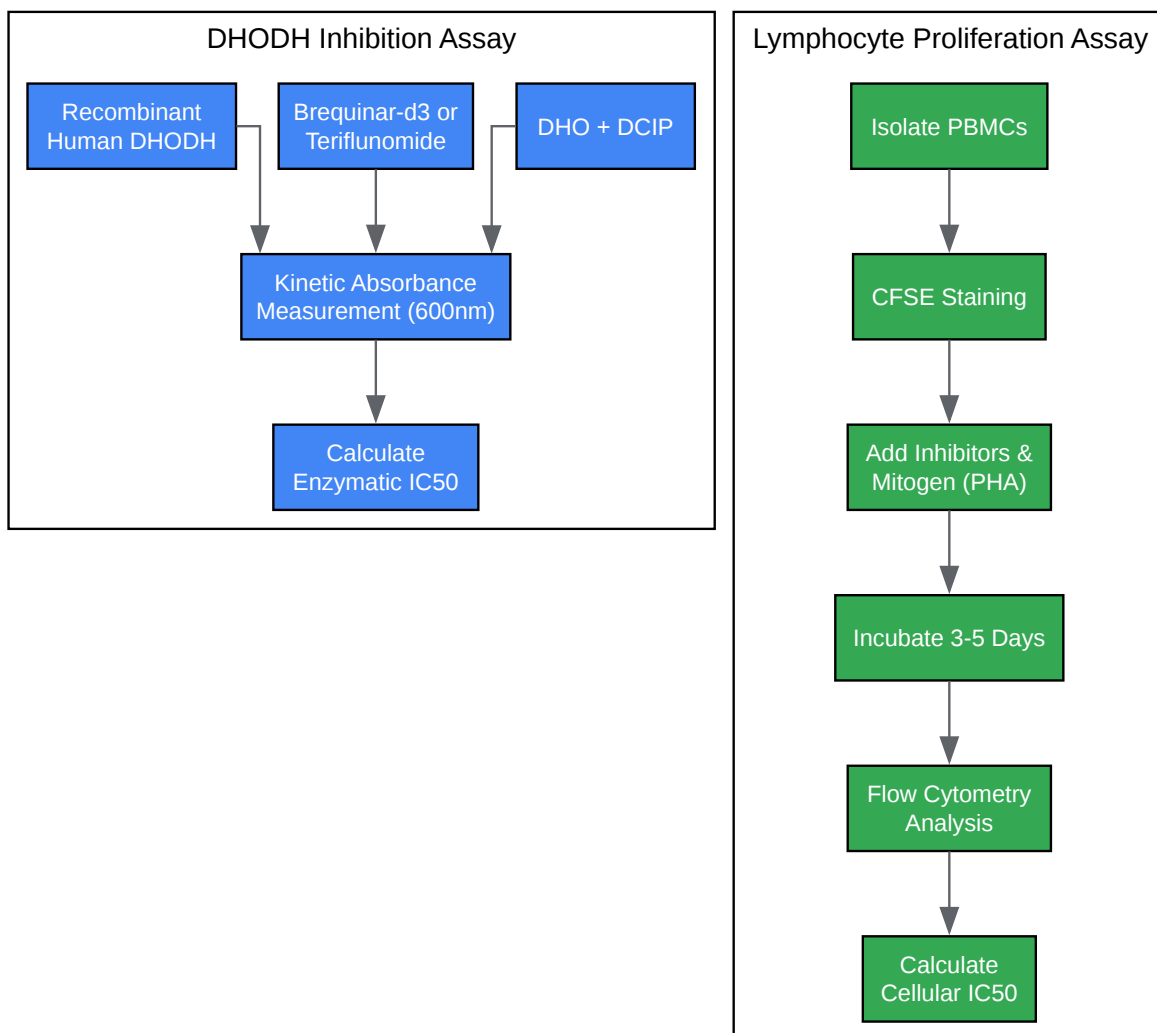 DHODH Inhibition Assay
Recombinant
Human DHODH
Brequinar-d3 or
Teriflunomide
DHO + DCIP
Kinetic Absorbance
Measurement (600nm)
Calculate
Enzymatic IC50
Lymphocyte Proliferation Assay
Isolate PBMCs
CFSE Staining
Add Inhibitors &
Mitogen (PHA)
Incubate 3-5 Days
Flow Cytometry
Analysis
Calculate
Cellular IC50